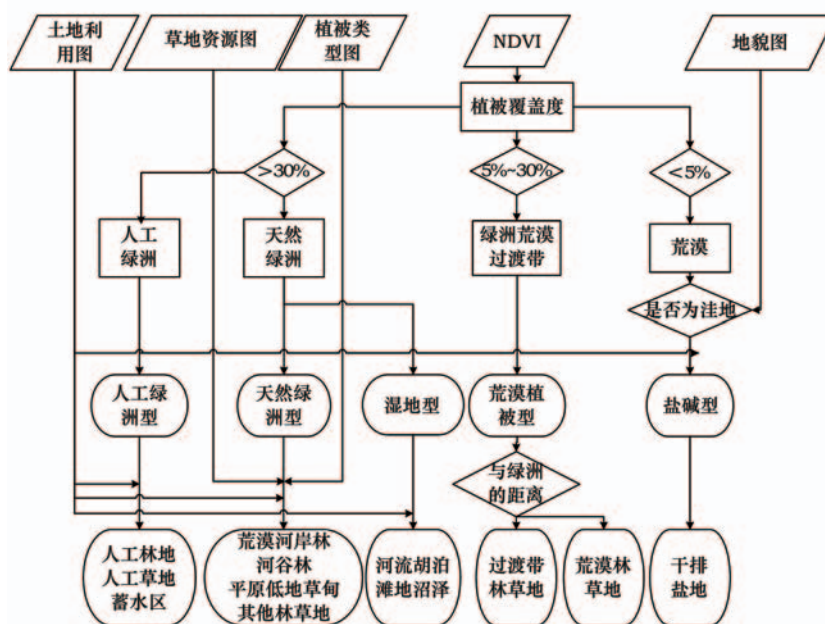 土地利
用图
草地资源图
植被类
型图
NDVI
地貌图
植被覆盖度
>30%
5%~30%
<5%
人工
绿洲
天然
绿洲
绿洲荒漠
过渡带
荒漠
是否为洼地
人工绿
洲型
天然绿
洲型
湿地型
荒漠植
被型
盐碱型
与绿洲
的距离
人工林地
人工草地
蓄水区
荒漠河岸林
河谷林
平原低地草甸
其他林草地
河流胡泊
滩地沼泽
过渡带
林草地
荒漠林
草地
干排
盐地